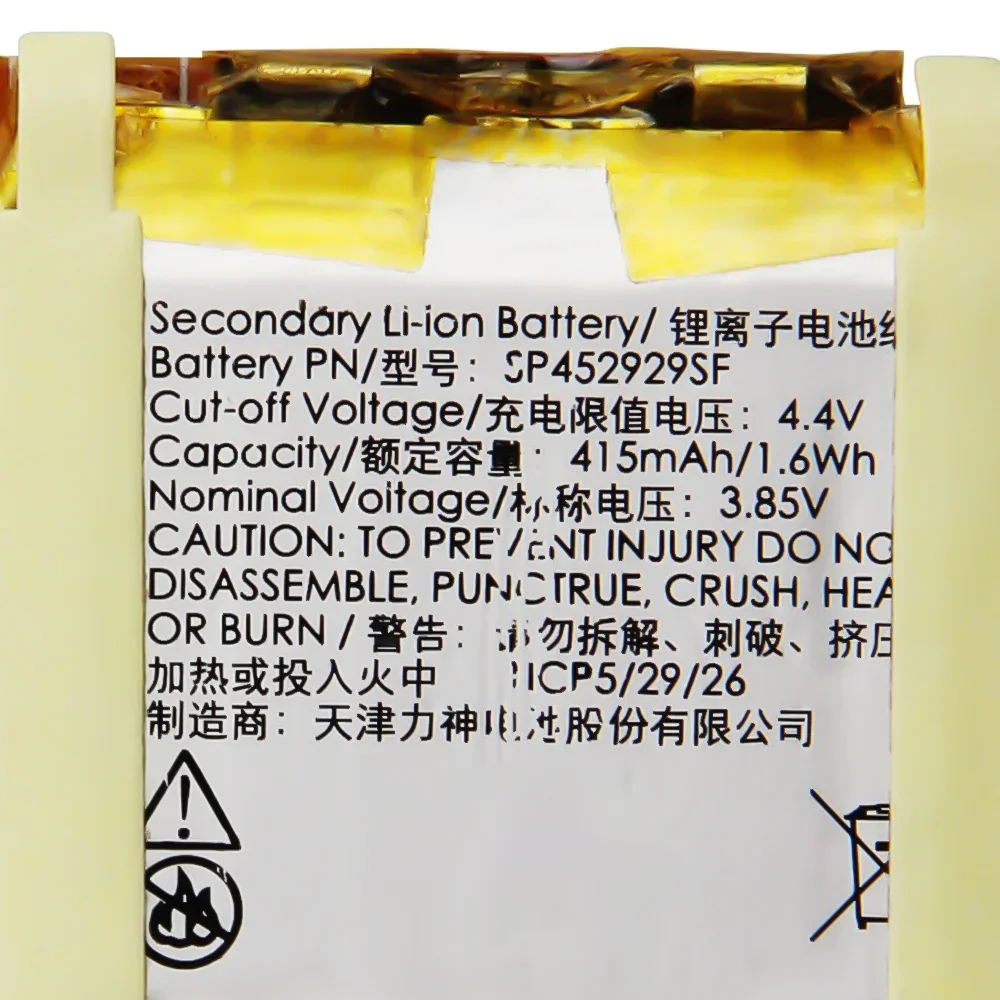 Secondary Li-ion Battery/ 锂离子电池
Battery PN/型号: SP452929SF
Cut-off Voltage/充电限值电压: 4.4V
Capacity/额定容量: 415mAh/1.6Wh
Nominal Voltage/标称电压: 3.85V
CAUTION: TO PREVENT INJURY DO NO
DISASSEMBLE, PUNCTRUE, CRUSH, HEA
OR BURN / 警告: 请勿拆解、刺破、挤压
加热或投入火中 1ICP5/29/26
制造商: 天津力神电池股份有限公司